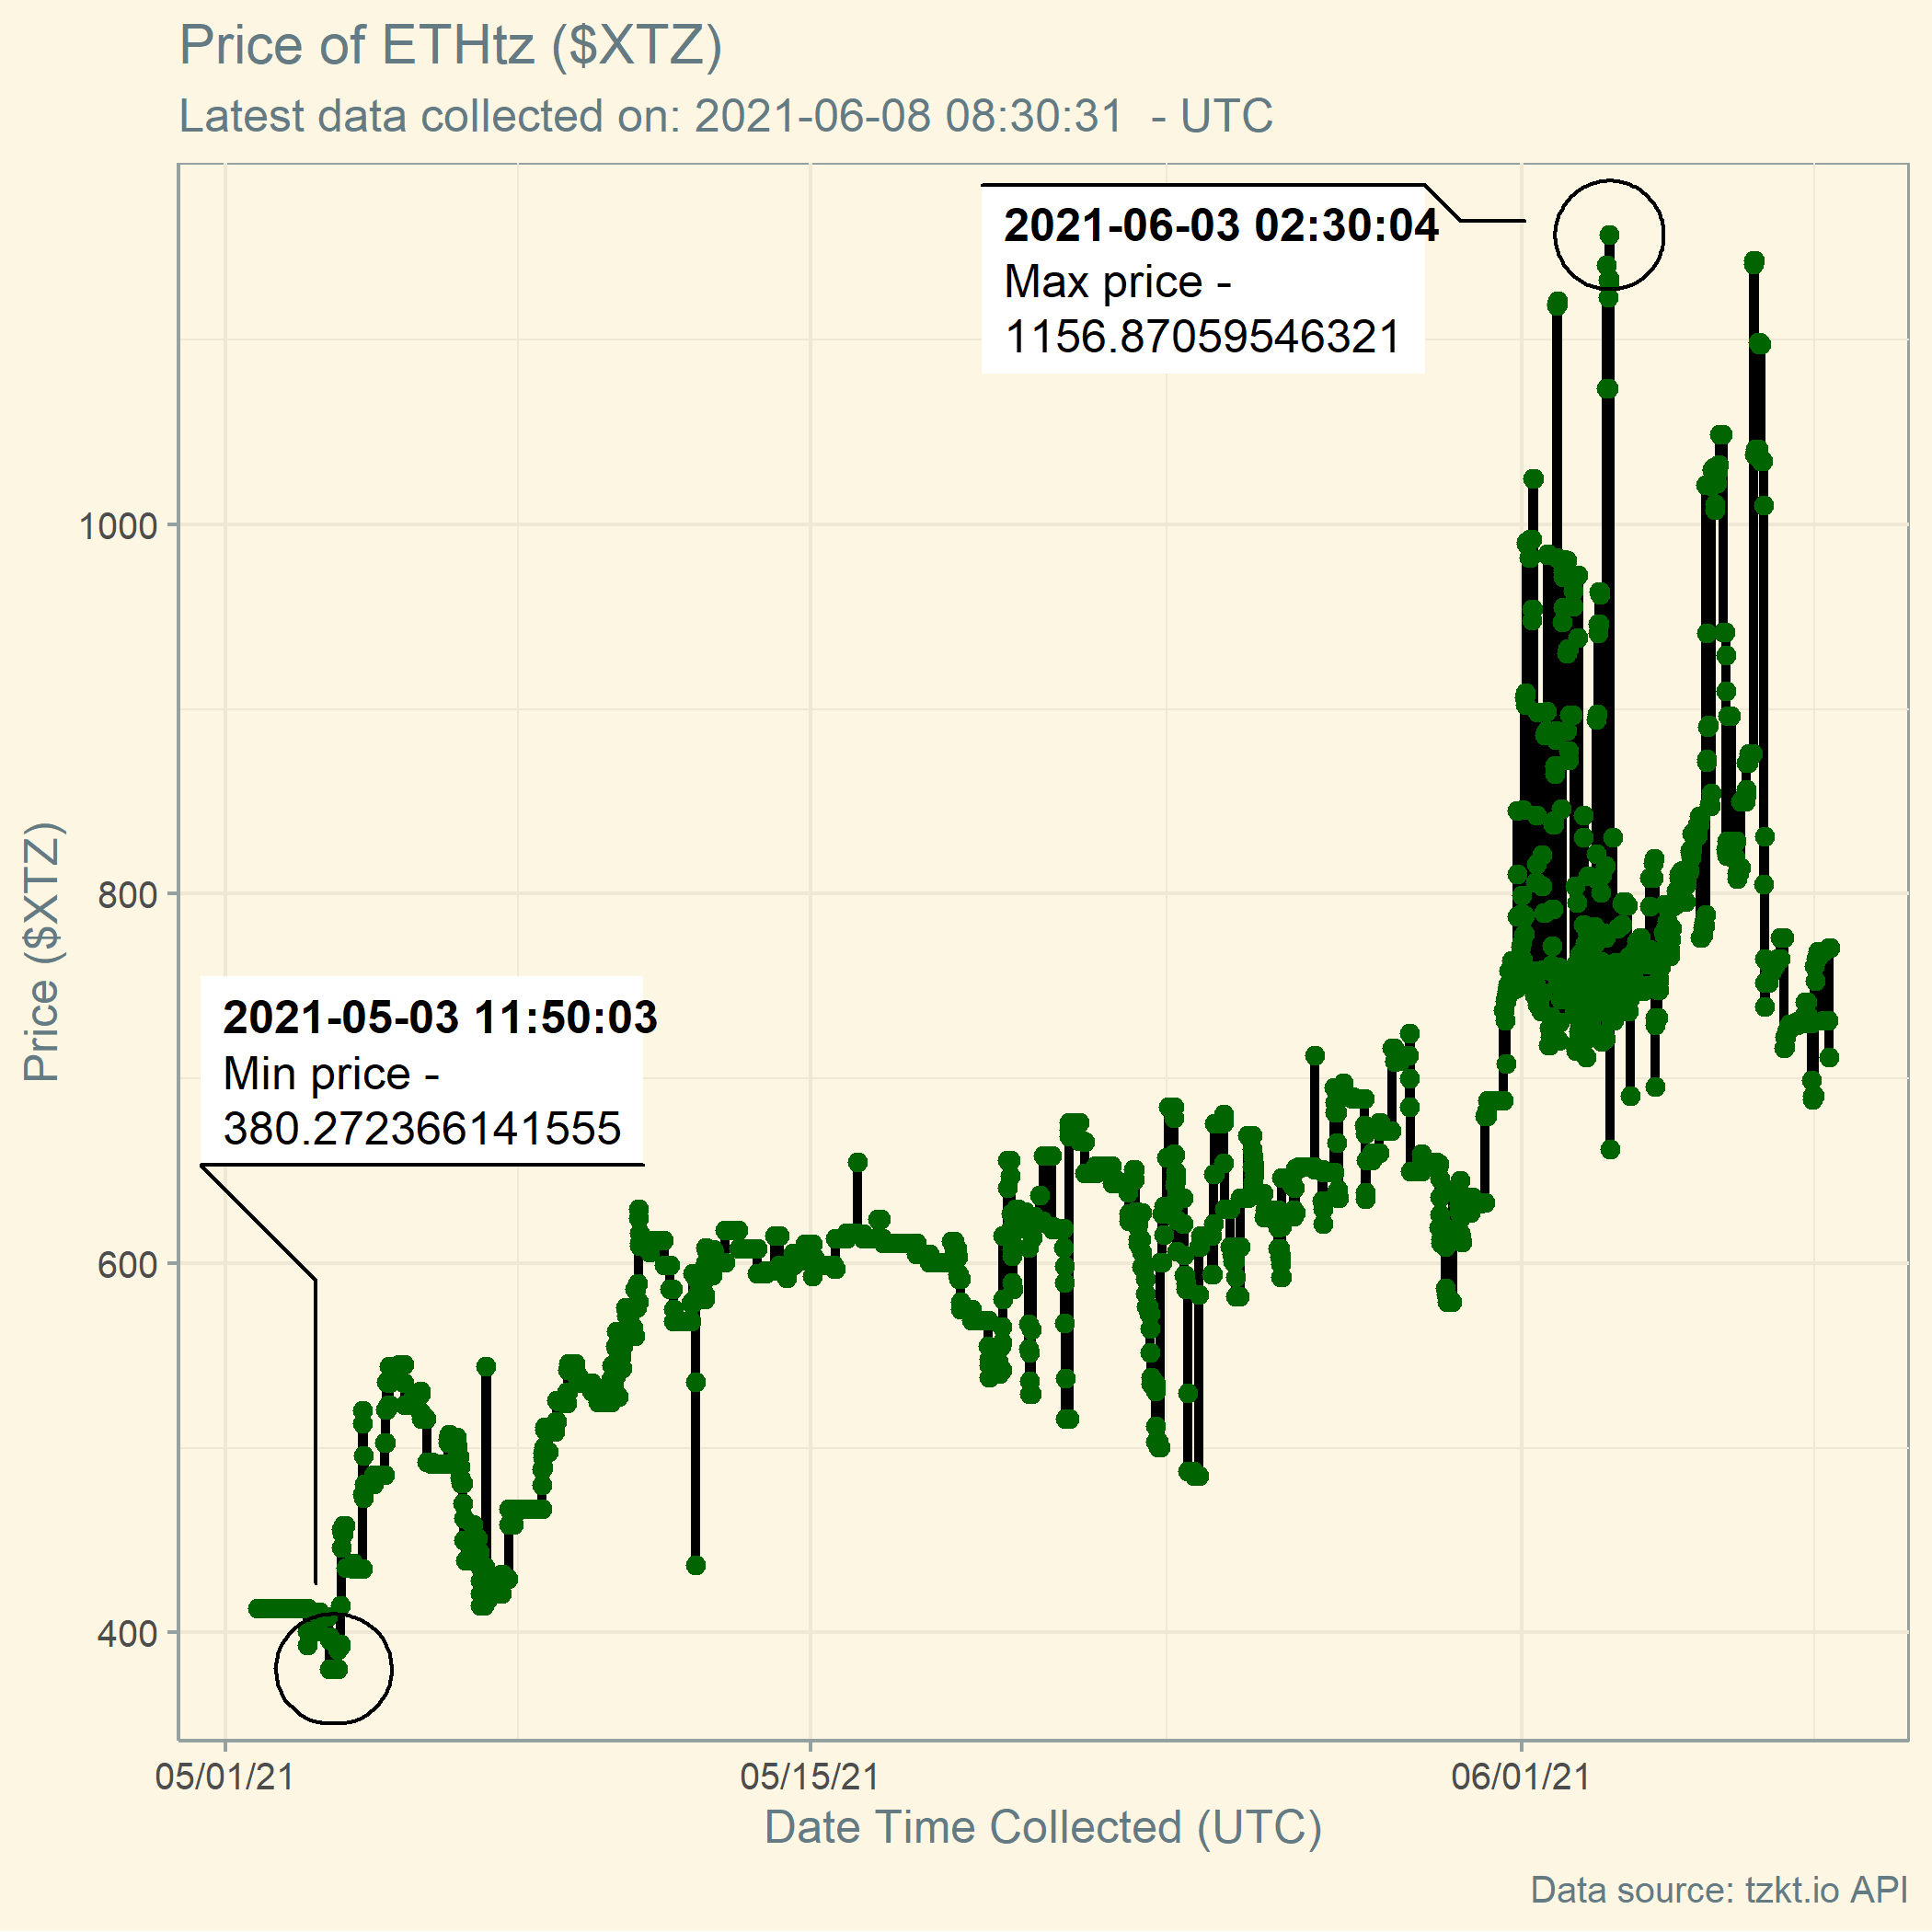 Price of ETHtz ($XTZ)
Latest data collected on: 2021-06-08 08:30:31  - UTC
2021-06-03 02:30:04
Max price -
1156.87059546321
1000
800
Price ($XTZ)
2021-05-03 11:50:03
Min price -
380.272366141555
600
400
05/01/21
05/15/21
06/01/21
Date Time Collected (UTC)
Data source: tzkt.io API